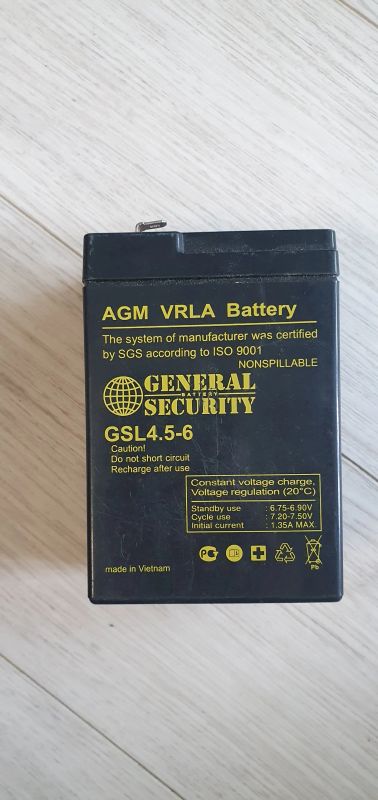 AGM VRLA Battery
The system of manufacturer was certified
by SGS according to ISO 9001
NONSPILLABLE
GENERAL
BATTERY
SECURITY
GSL4.5-6
Caution!
Do not short circuit
Recharge after use
Constant voltage charge,
Voltage regulation (20°C)
Standby use : 6.75-6.90V
Cycle use : 7.20-7.50V
Initial current : 1.35A MAX
Pb
made in Vietnam